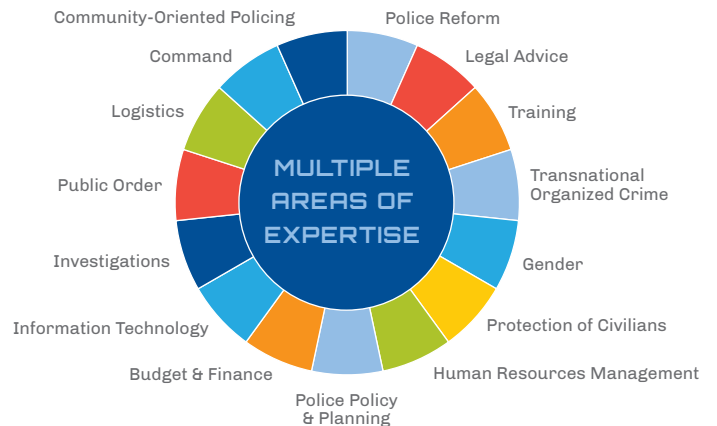 Community-Oriented Policing
Police Reform
Command
Legal Advice
Logistics
Training
MULTIPLE
AREAS OF
EXPERTISE
Public Order
Transnational
Organized Crime
Investigations
Gender
Information Technology
Protection of Civilians
Budget & Finance
Human Resources Management
Police Policy
& Planning